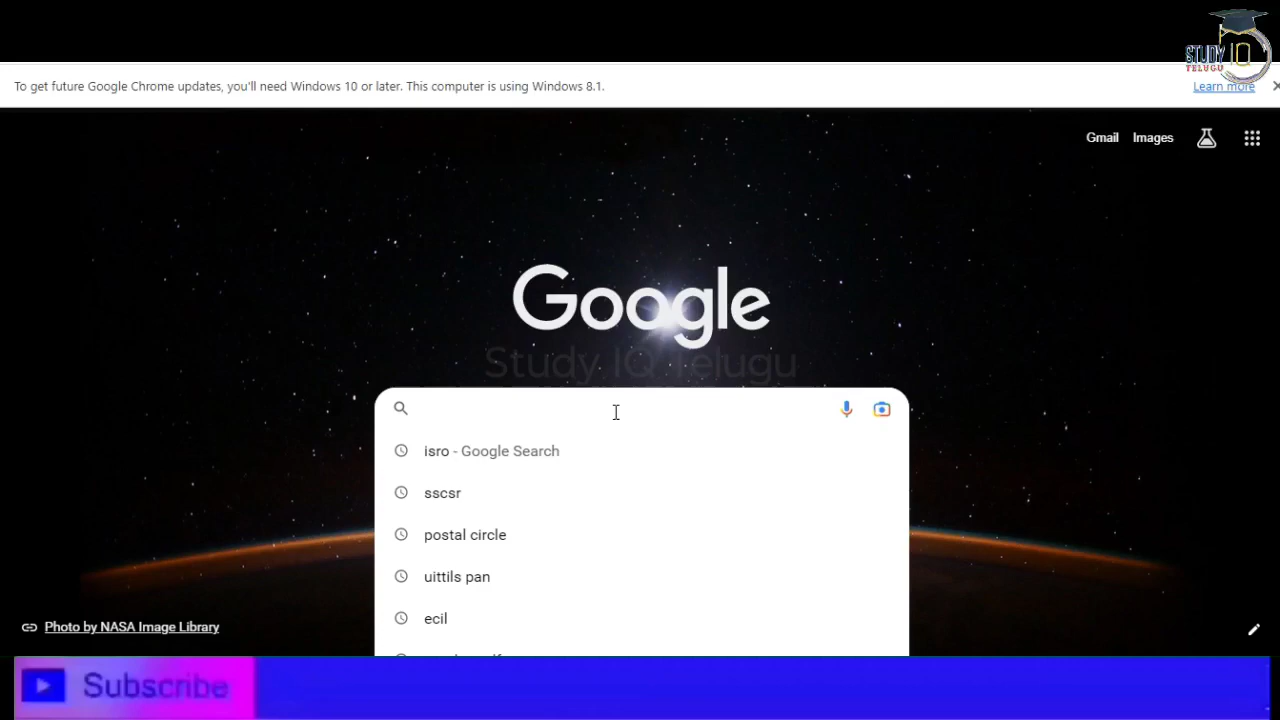 STUDY IQ
TELUGU
To get future Google Chrome updates, you'll need Windows 10 or later. This computer is using Windows 8.1.
Learn more
Gmail Images
Google
Study IQ Telugu
isro - Google Search
sscsr
postal circle
uittils pan
ecil
Photo by NASA Image Library
Subscribe